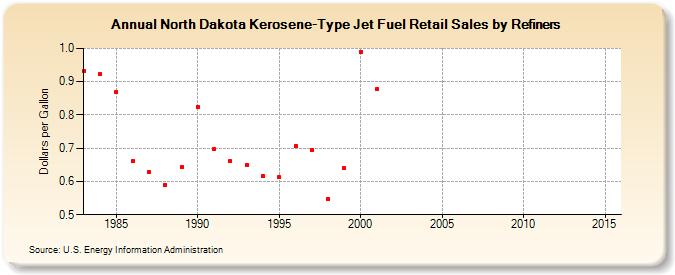 Annual North Dakota Kerosene-Type Jet Fuel Retail Sales by Refiners
Dollars per Gallon
1.0
0.9
0.8
0.7
0.6
0.5
1985 1990 1995 2000 2005 2010 2015
Source: U.S. Energy Information Administration